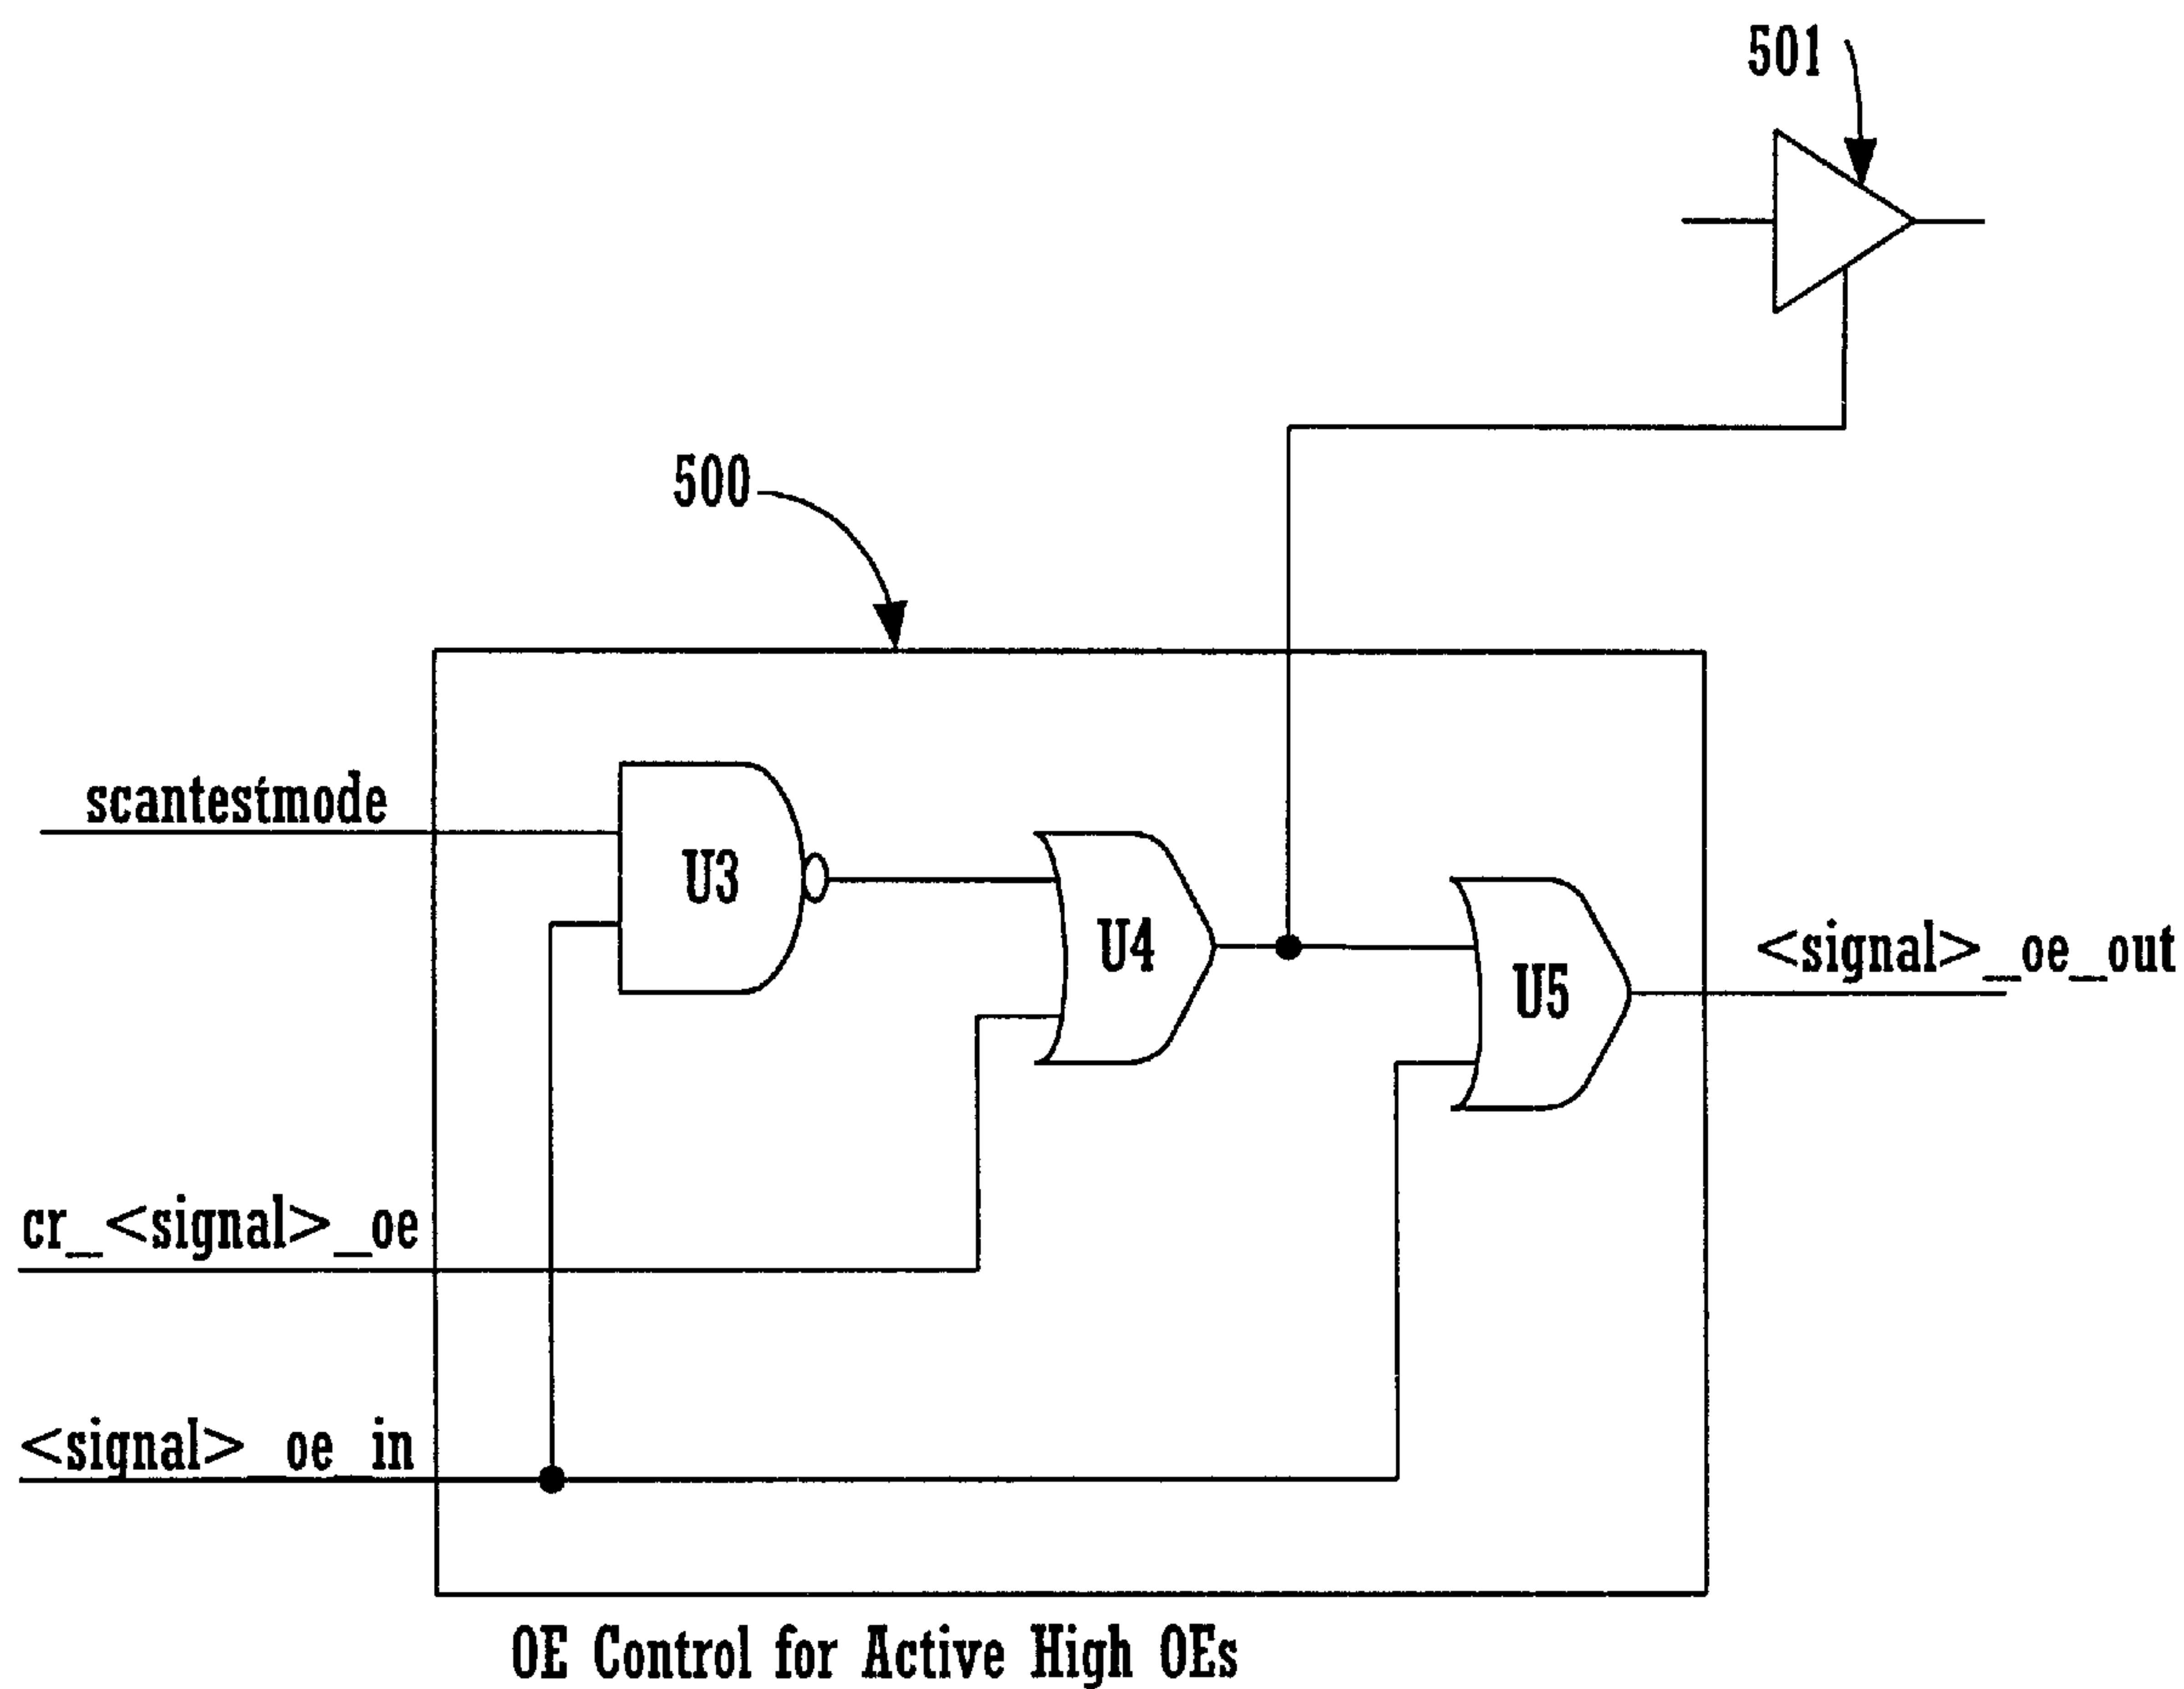 501
500
scantestmode
U3
U4
U5
<signal>_oe_out
cr_<signal>_oe
<signal>_oe_in
OE Control for Active High OEs